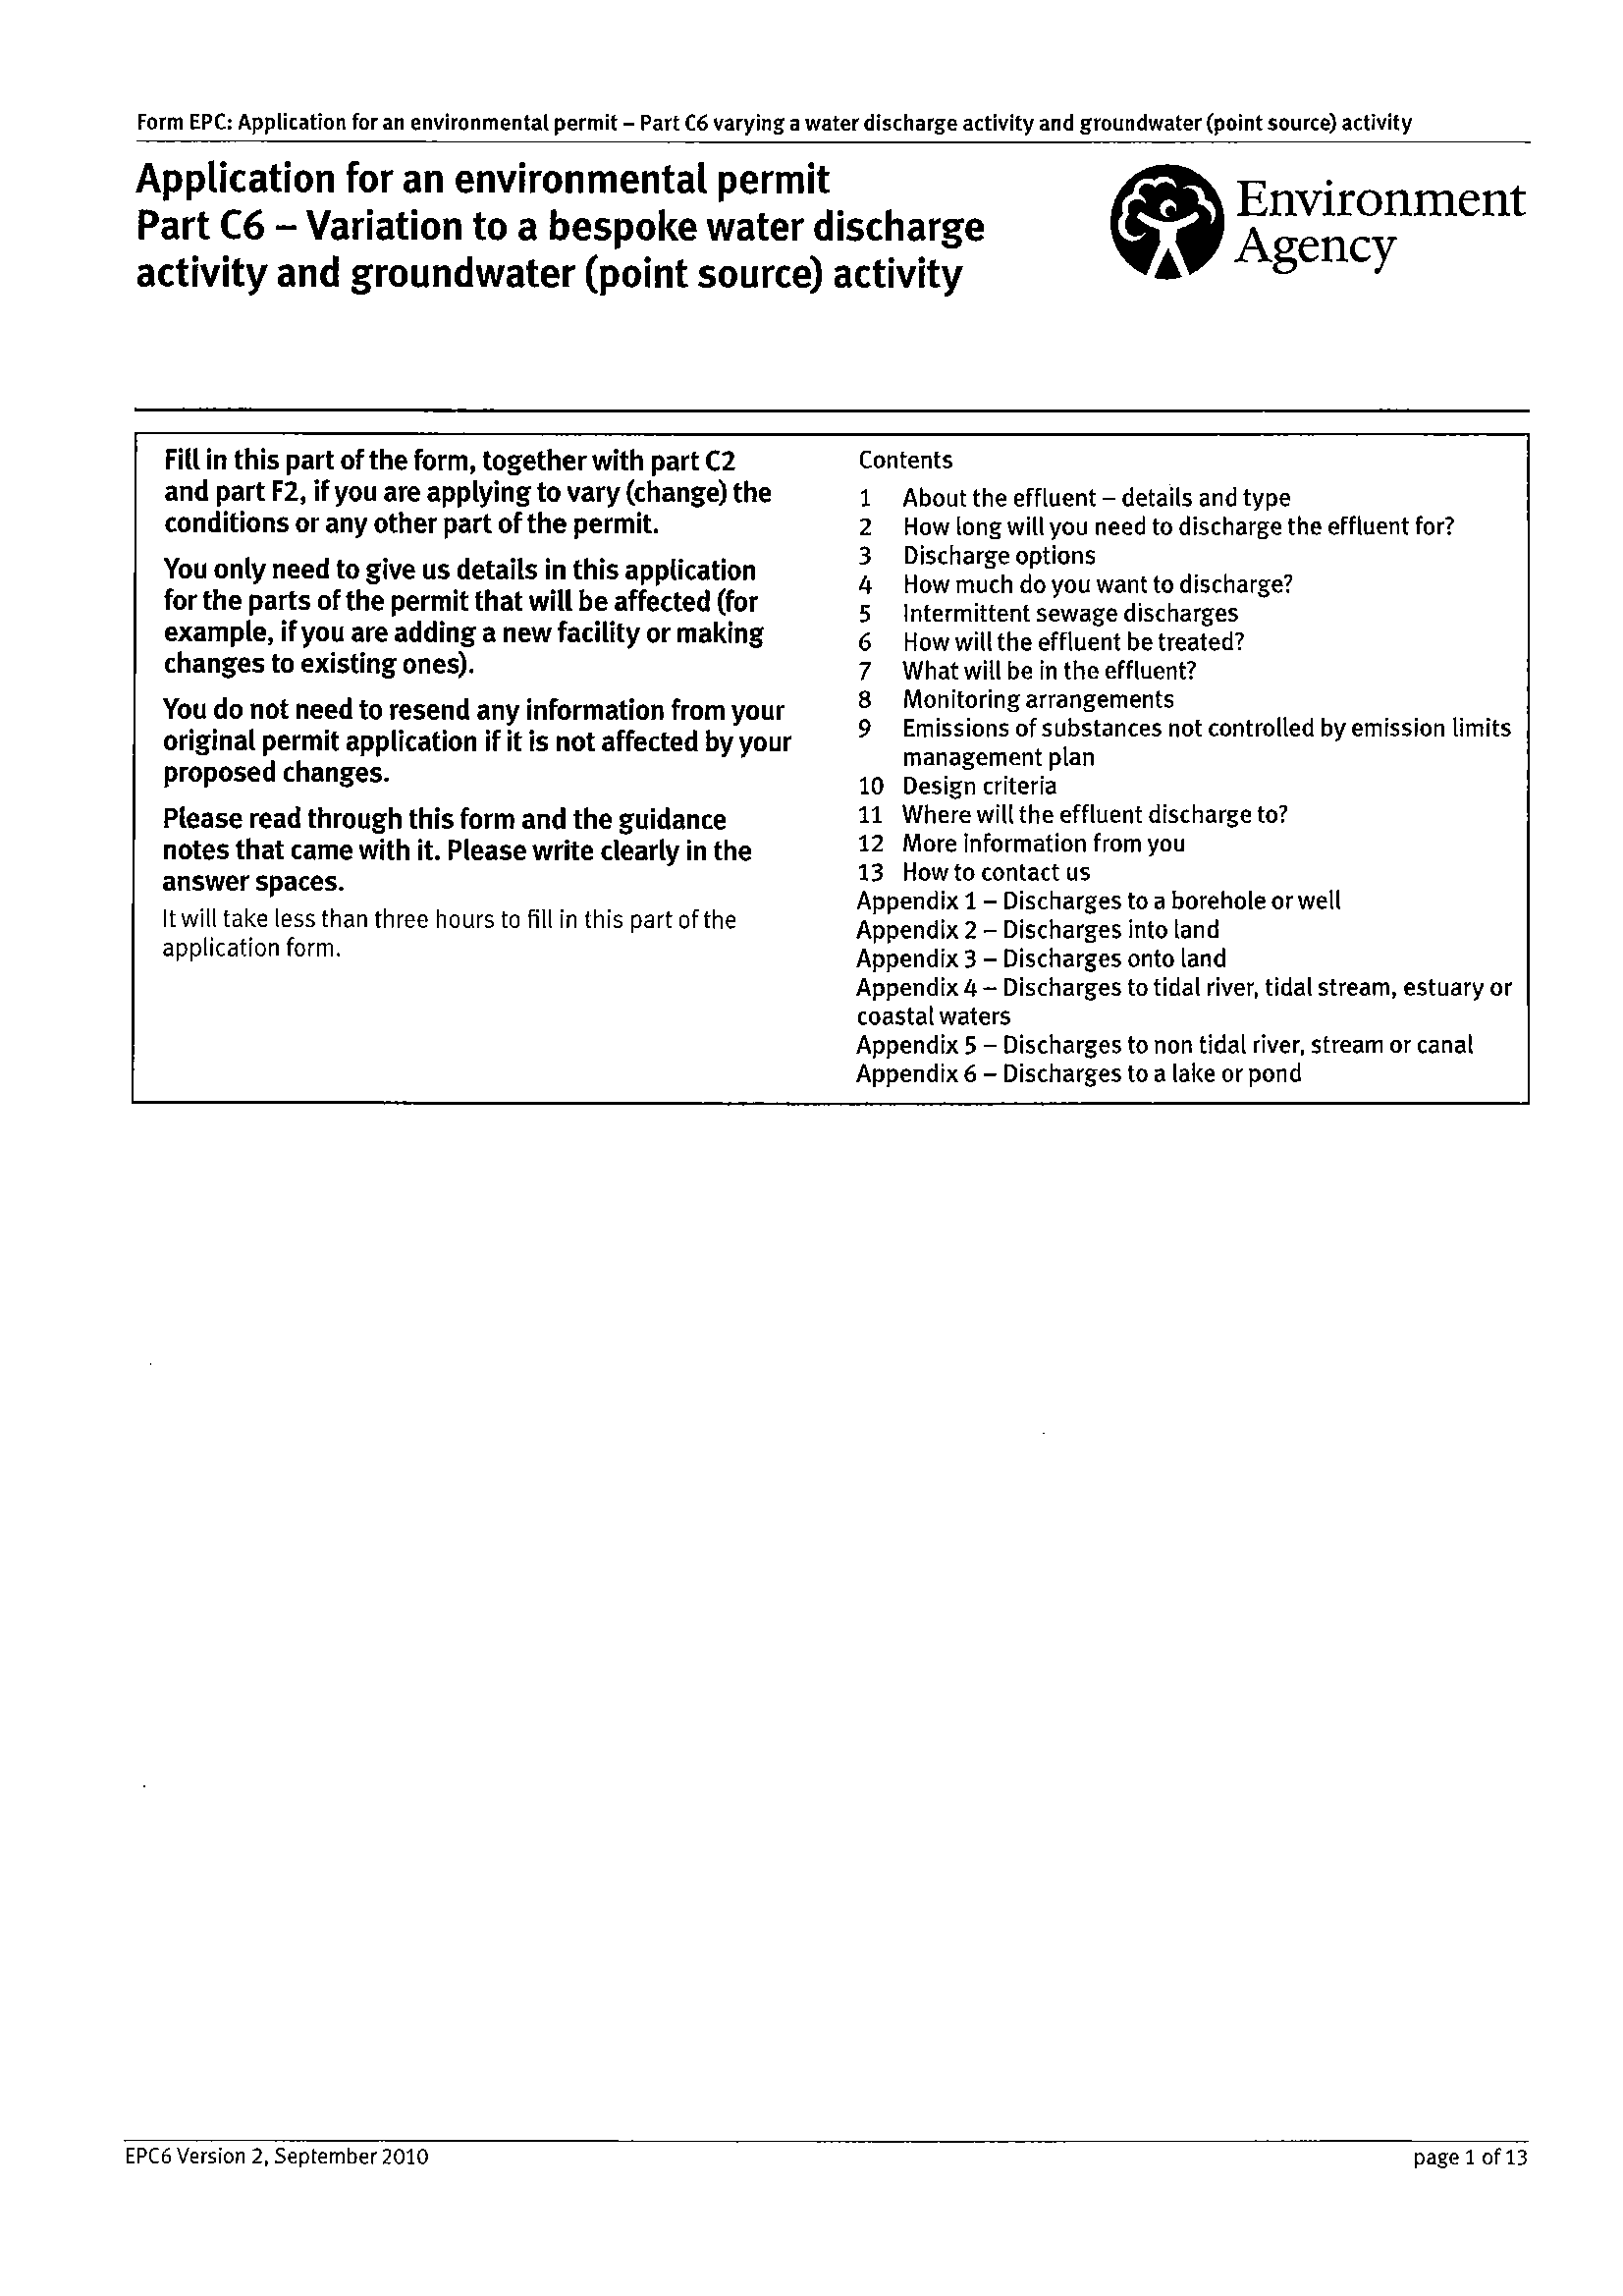 Form EPC: Application for an environmental permit – Part C6 varying a water discharge activity and groundwater (point source) activity
Application for an environmental permit
Part C6 – Variation to a bespoke water discharge
activity and groundwater (point source) activity
Environment
Agency
Fill in this part of the form, together with part C2
and part F2, if you are applying to vary (change) the
conditions or any other part of the permit.
You only need to give us details in this application
for the parts of the permit that will be affected (for
example, if you are adding a new facility or making
changes to existing ones).
You do not need to resend any information from your
original permit application if it is not affected by your
proposed changes.
Please read through this form and the guidance
notes that came with it. Please write clearly in the
answer spaces.
It will take less than three hours to fill in this part of the
application form.
Contents
1 About the effluent – details and type
2 How long will you need to discharge the effluent for?
3 Discharge options
4 How much do you want to discharge?
5 Intermittent sewage discharges
6 How will the effluent be treated?
7 What will be in the effluent?
8 Monitoring arrangements
9 Emissions of substances not controlled by emission limits
management plan
10 Design criteria
11 Where will the effluent discharge to?
12 More information from you
13 How to contact us
Appendix 1 – Discharges to a borehole or well
Appendix 2 – Discharges into land
Appendix 3 – Discharges onto land
Appendix 4 – Discharges to tidal river, tidal stream, estuary or
coastal waters
Appendix 5 – Discharges to non tidal river, stream or canal
Appendix 6 – Discharges to a lake or pond
EPC6 Version 2, September 2010
page 1 of 13